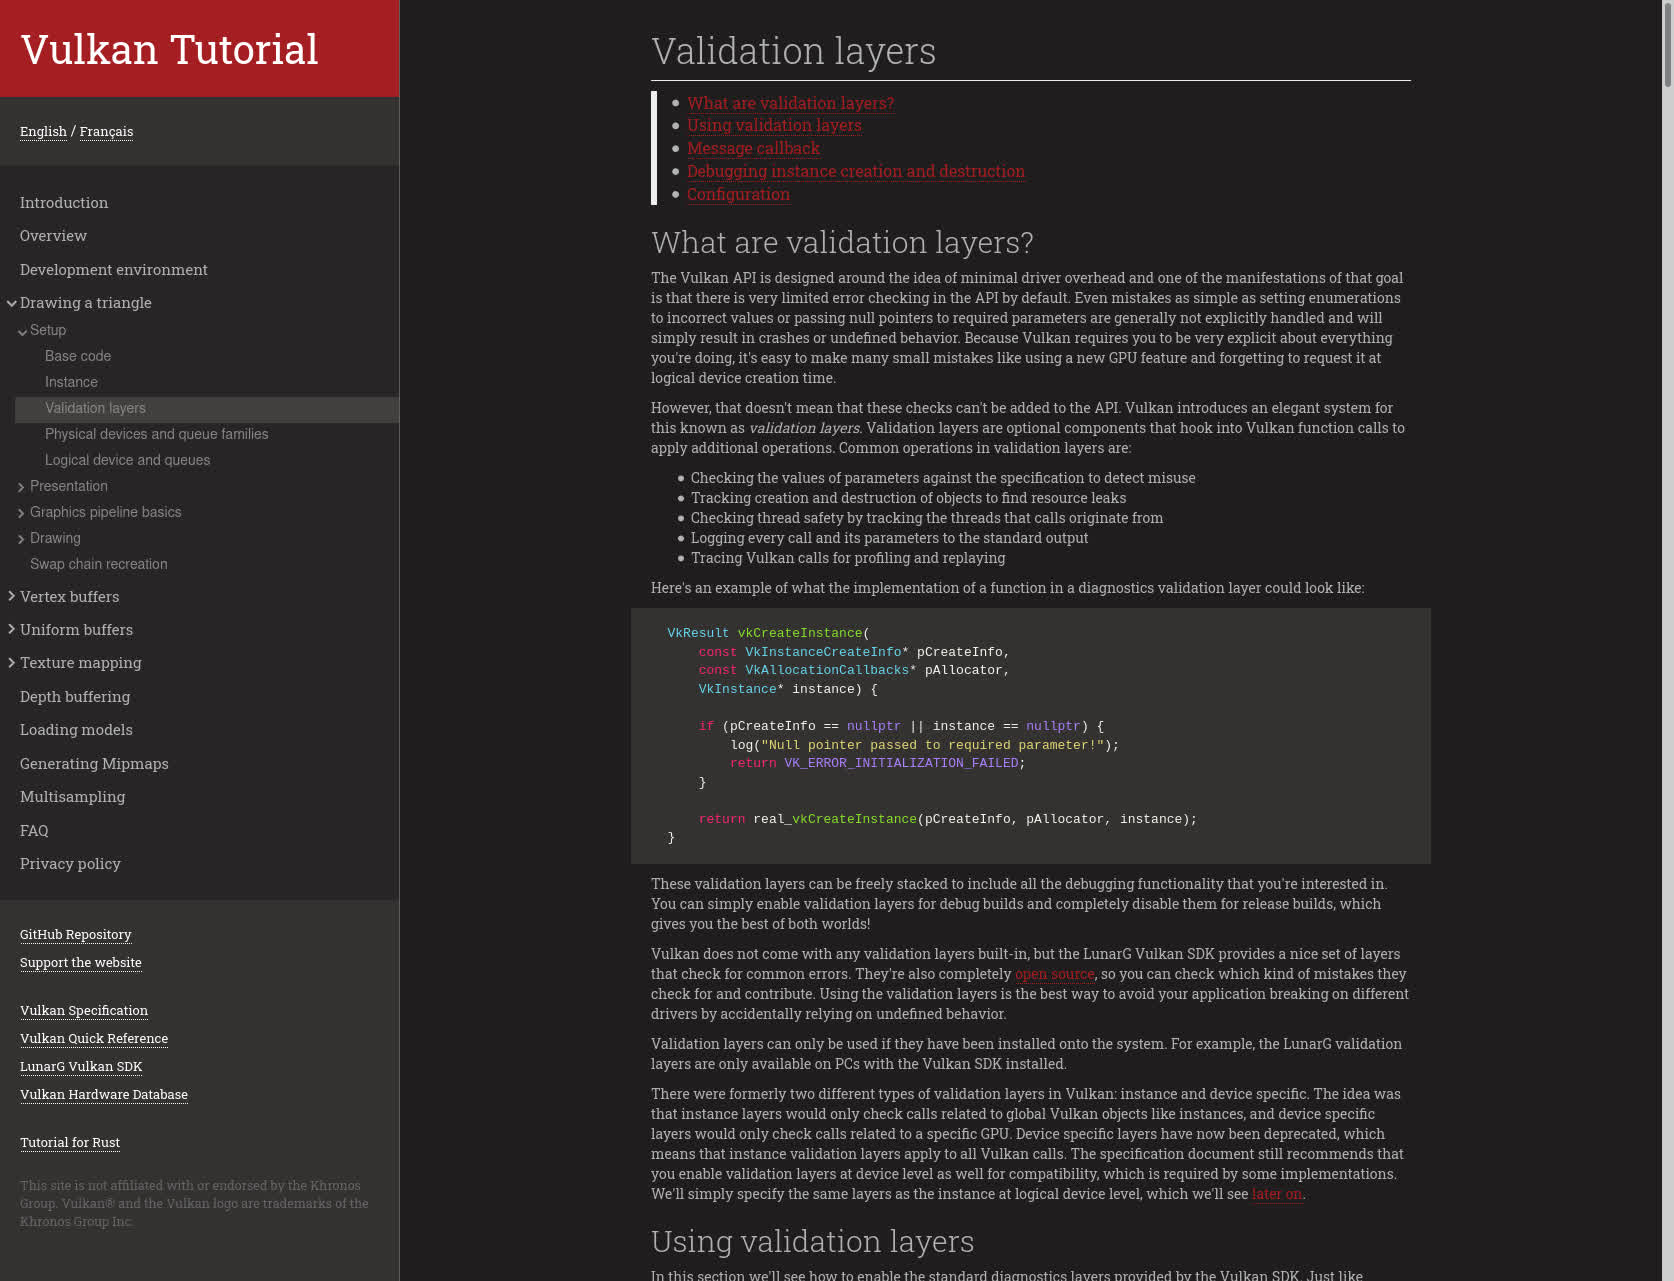 Vulkan Tutorial
English / Français
Introduction
Overview
Development environment
Drawing a triangle
Setup
Base code
Instance
Validation layers
Physical devices and queue families
Logical device and queues
Presentation
Graphics pipeline basics
Drawing
Swap chain recreation
Vertex buffers
Uniform buffers
Texture mapping
Depth buffering
Loading models
Generating Mipmaps
Multisampling
FAQ
Privacy policy
GitHub Repository
Support the website
Vulkan Specification
Vulkan Quick Reference
LunarG Vulkan SDK
Vulkan Hardware Database
Tutorial for Rust
This site is not affiliated with or endorsed by the Khronos
Group. Vulkan® and the Vulkan logo are trademarks of the
Khronos Group Inc.
Validation layers
What are validation layers?
Using validation layers
Message callback
Debugging instance creation and destruction
Configuration
What are validation layers?
The Vulkan API is designed around the idea of minimal driver overhead and one of the manifestations of that goal
is that there is very limited error checking in the API by default. Even mistakes as simple as setting enumerations
to incorrect values or passing null pointers to required parameters are generally not explicitly handled and will
simply result in crashes or undefined behavior. Because Vulkan requires you to be very explicit about everything
you're doing, it's easy to make many small mistakes like using a new GPU feature and forgetting to request it at
logical device creation time.
However, that doesn't mean that these checks can't be added to the API. Vulkan introduces an elegant system for
this known as validation layers. Validation layers are optional components that hook into Vulkan function calls to
apply additional operations. Common operations in validation layers are:
Checking the values of parameters against the specification to detect misuse
Tracking creation and destruction of objects to find resource leaks
Checking thread safety by tracking the threads that calls originate from
Logging every call and its parameters to the standard output
Tracing Vulkan calls for profiling and replaying
Here's an example of what the implementation of a function in a diagnostics validation layer could look like:
VkResult vkCreateInstance(
    const VkInstanceCreateInfo* pCreateInfo,
    const VkAllocationCallbacks* pAllocator,
    VkInstance* instance) {
    if (pCreateInfo == nullptr || instance == nullptr) {
        log("Null pointer passed to required parameter!");
        return VK_ERROR_INITIALIZATION_FAILED;
    }
    return real_vkCreateInstance(pCreateInfo, pAllocator, instance);
}
These validation layers can be freely stacked to include all the debugging functionality that you're interested in.
You can simply enable validation layers for debug builds and completely disable them for release builds, which
gives you the best of both worlds!
Vulkan does not come with any validation layers built-in, but the LunarG Vulkan SDK provides a nice set of layers
that check for common errors. They're also completely open source, so you can check which kind of mistakes they
check for and contribute. Using the validation layers is the best way to avoid your application breaking on different
drivers by accidentally relying on undefined behavior.
Validation layers can only be used if they have been installed onto the system. For example, the LunarG validation
layers are only available on PCs with the Vulkan SDK installed.
There were formerly two different types of validation layers in Vulkan: instance and device specific. The idea was
that instance layers would only check calls related to global Vulkan objects like instances, and device specific
layers would only check calls related to a specific GPU. Device specific layers have now been deprecated, which
means that instance validation layers apply to all Vulkan calls. The specification document still recommends that
you enable validation layers at device level as well for compatibility, which is required by some implementations.
We'll simply specify the same layers as the instance at logical device level, which we'll see later on.
Using validation layers
In this section we'll see how to enable the standard diagnostics layers provided by the Vulkan SDK. Just like